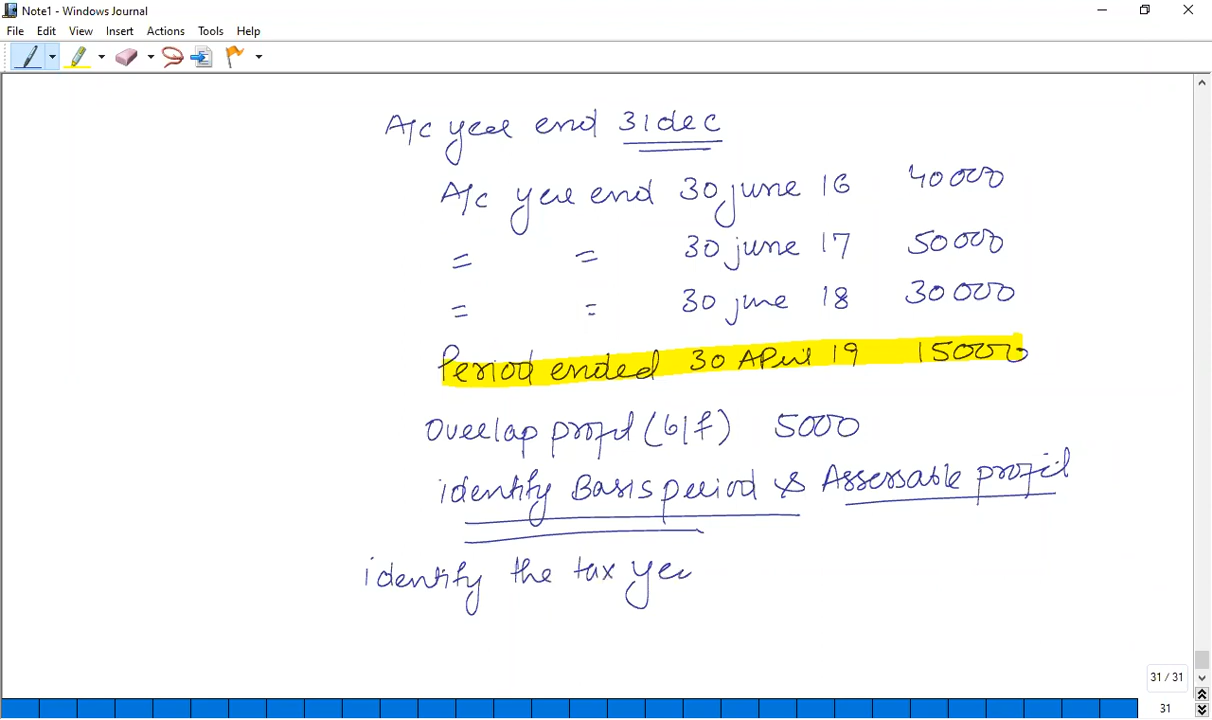 Note1 - Windows Journal
File Edit View Insert Actions Tools Help
A/c year end 31 dec
A/c year end 30 june 16 40000
= = 30 june 17 50000
= = 30 june 18 30000
Period ended 30 April 19 15000
Overlap profit (b/f) 5000
identify Basis period & Assessable profit
identify the tax yea
31 / 31
31